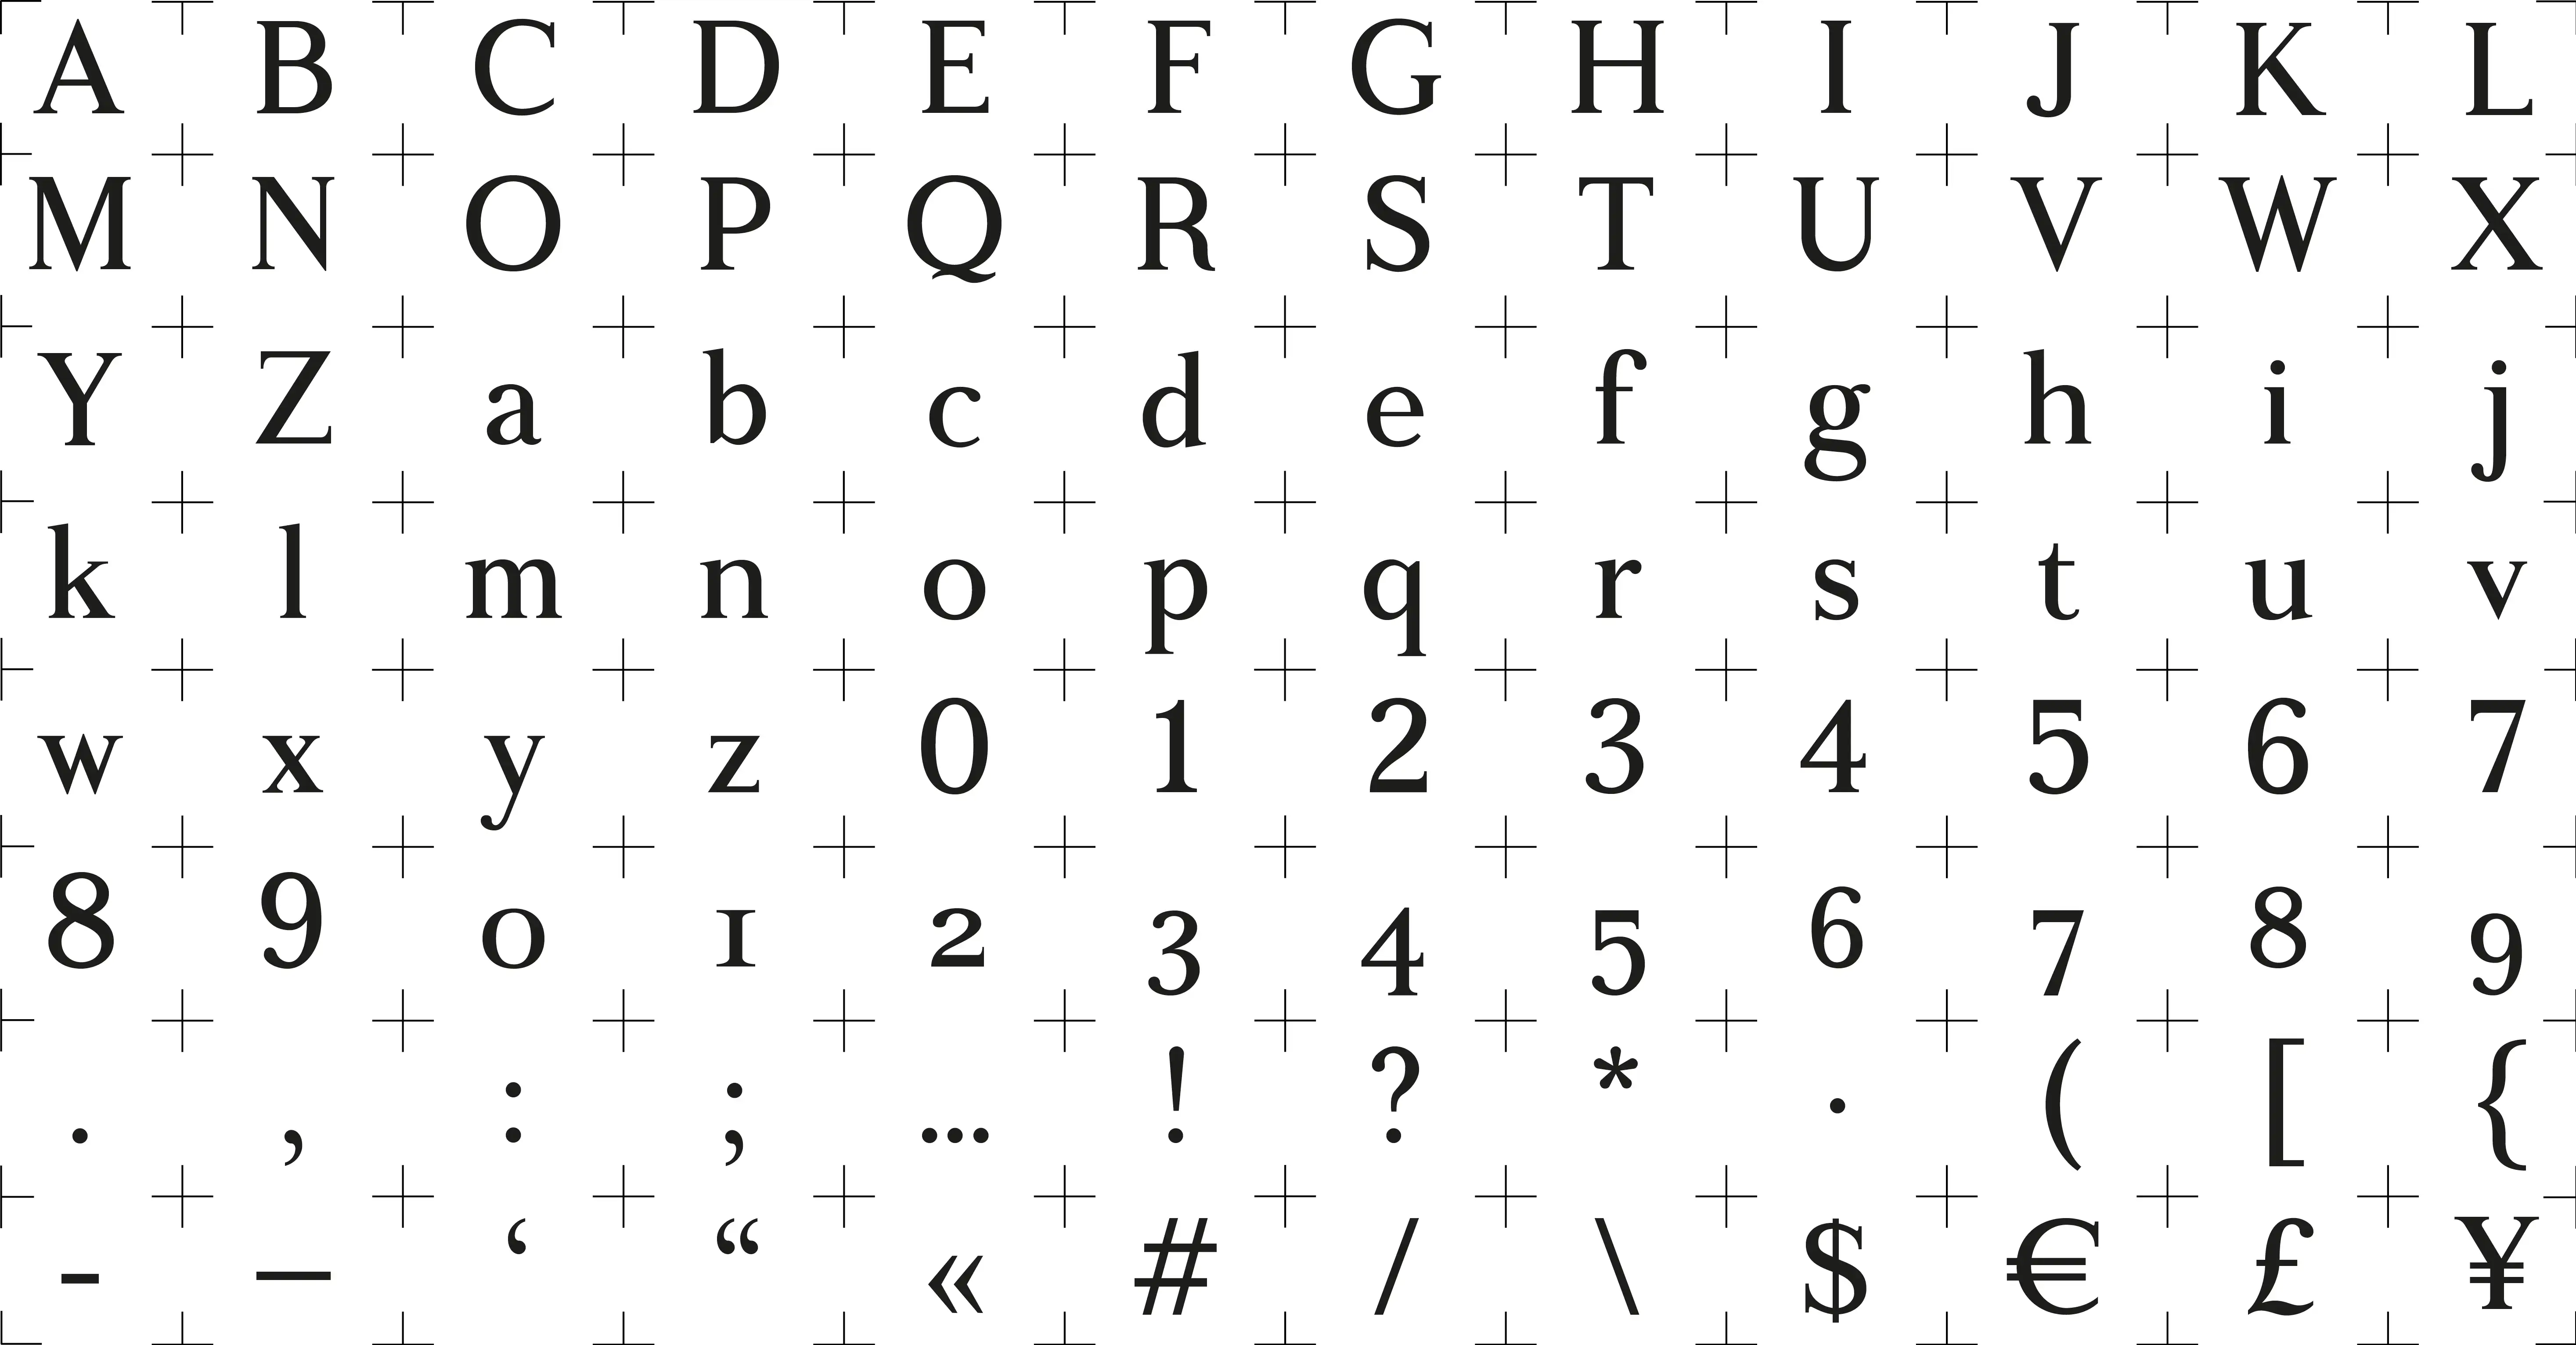 A B C D E F G H I J K L
M N O P Q R S T U V W X
Y Z a b c d e f g h i j
k l m n o p q r s t u v
w x y z 0 1 2 3 4 5 6 7
8 9 0 1 2 3 4 5 6 7 8 9
. , : ; … ! ? * · ( [ {
- – ‘ “ « # / \ $ € £ ¥